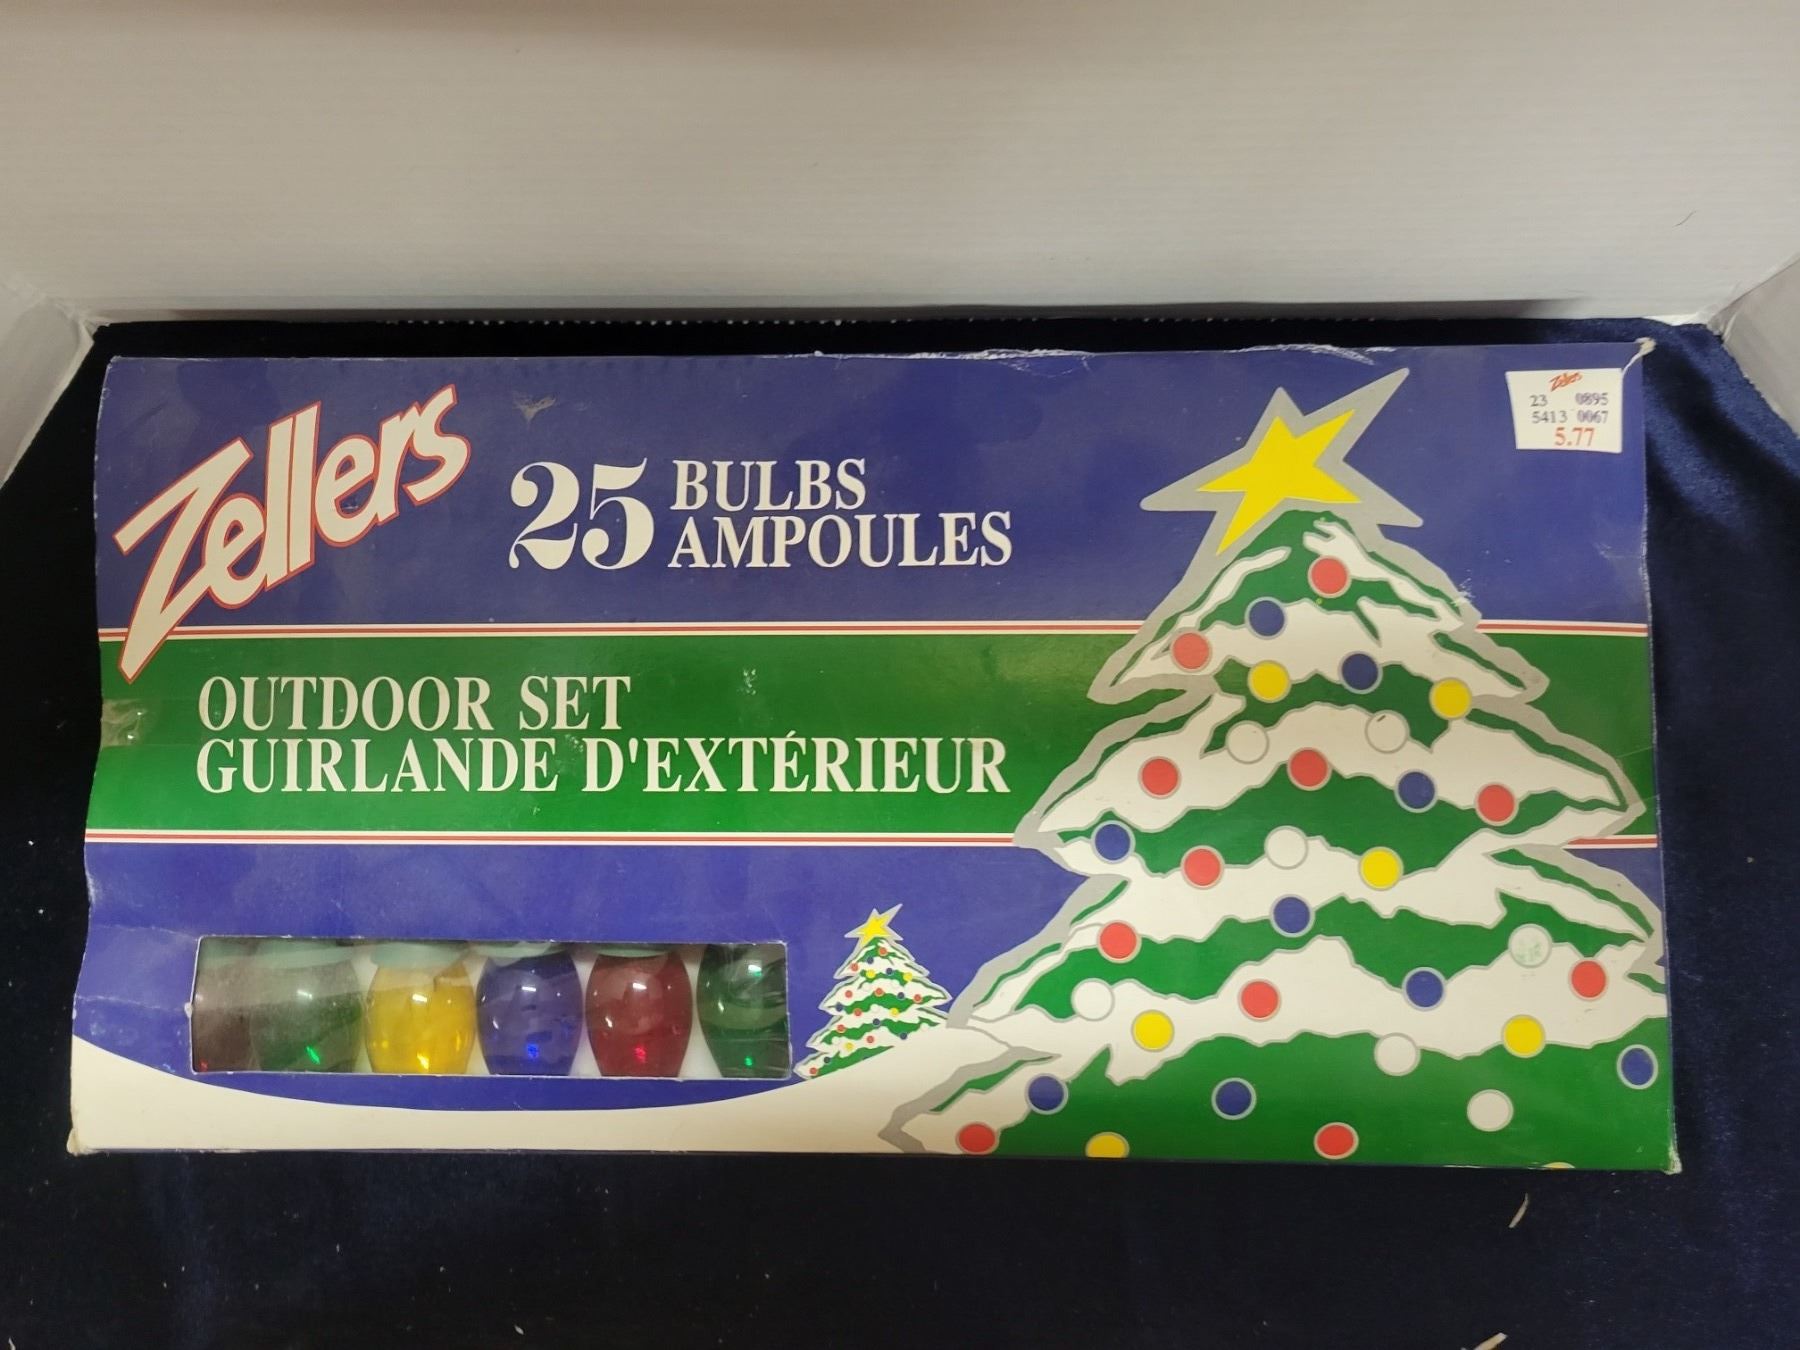 Zellers
25 BULBS
AMPOULES
OUTDOOR SET
GUIRLANDE D'EXTÉRIEUR
Zellers
23 0895
5413 0067
5.77